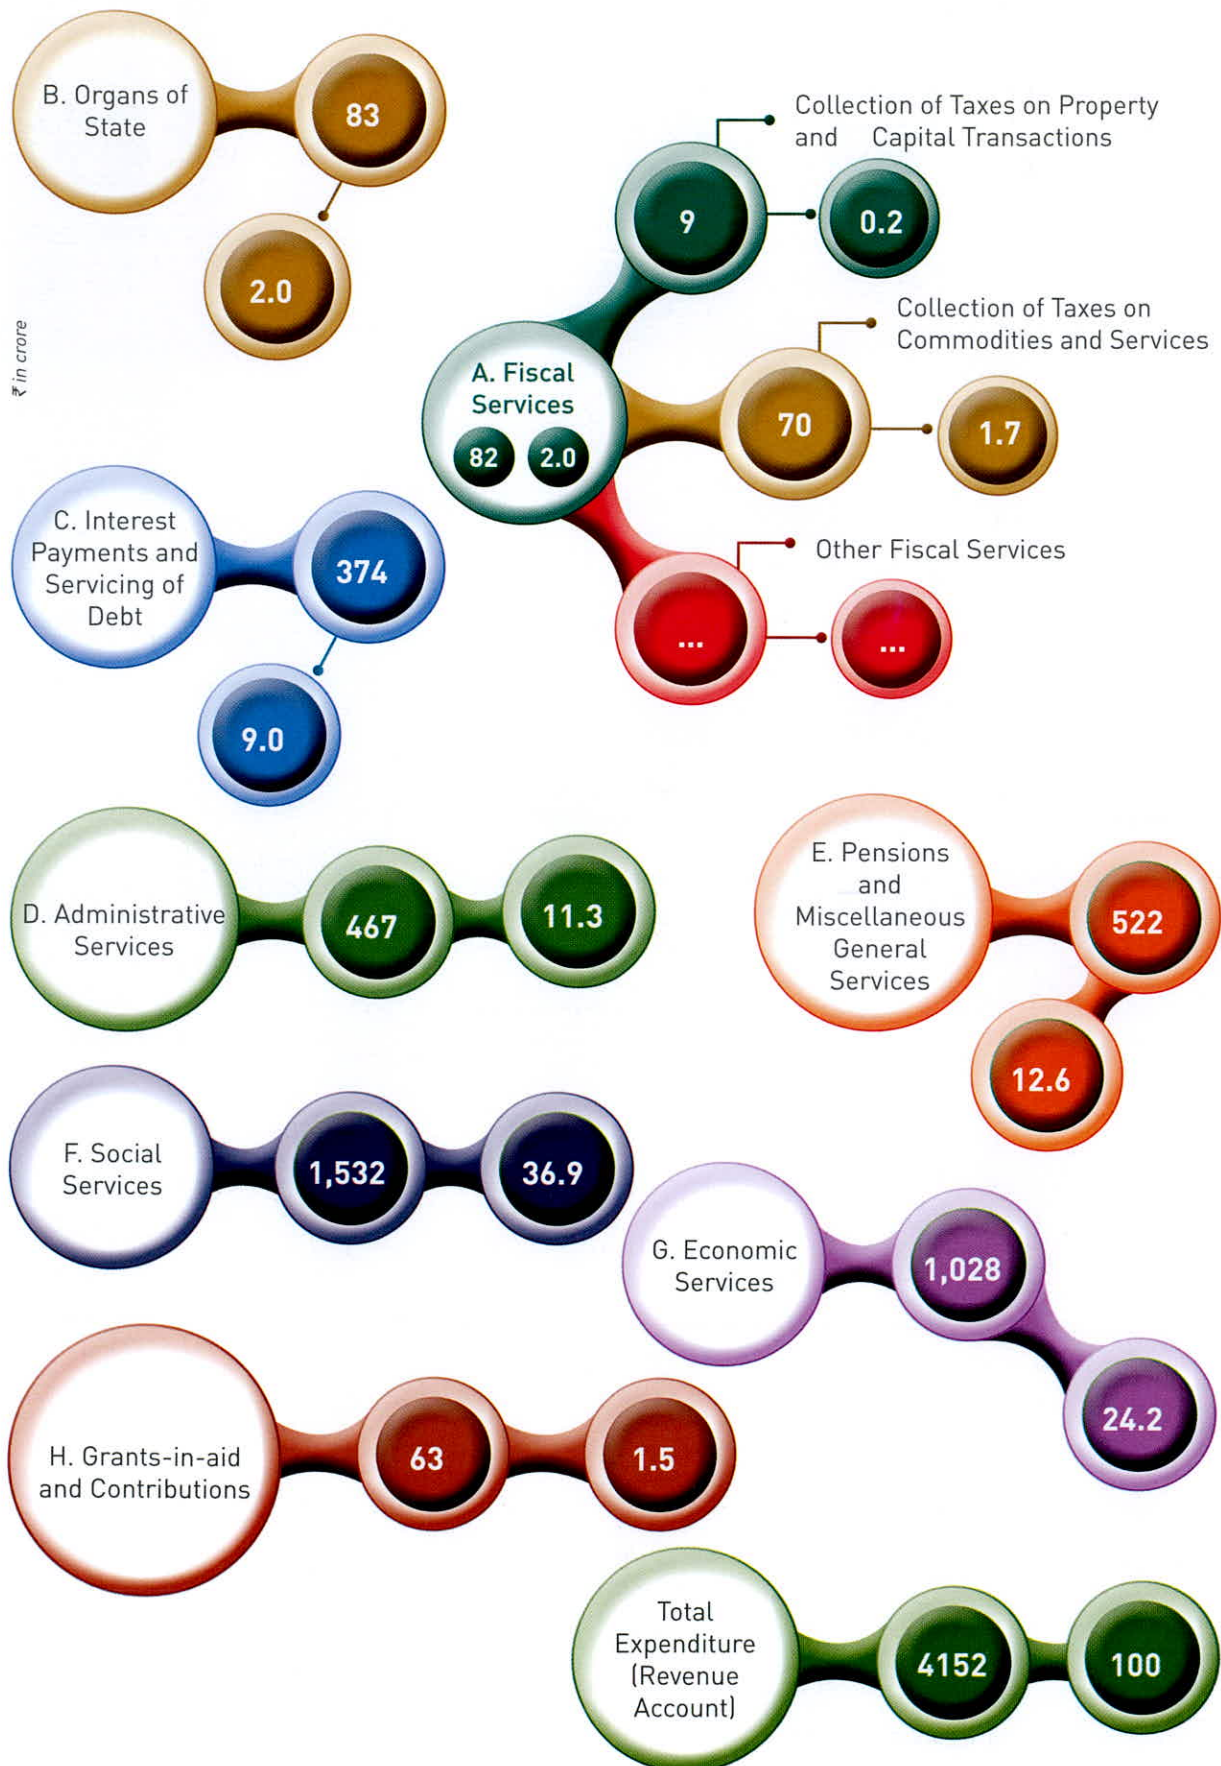 B. Organs of
State
83
2.0
₹ in crore
Collection of Taxes on Property
and Capital Transactions
9
0.2
A. Fiscal
Services
82 2.0
Collection of Taxes on
Commodities and Services
70
1.7
Other Fiscal Services
...
...
C. Interest
Payments and
Servicing of
Debt
374
9.0
D. Administrative
Services
467
11.3
E. Pensions
and
Miscellaneous
General
Services
522
12.6
F. Social
Services
1,532
36.9
G. Economic
Services
1,028
24.2
H. Grants-in-aid
and Contributions
63
1.5
Total
Expenditure
(Revenue
Account)
4152
100